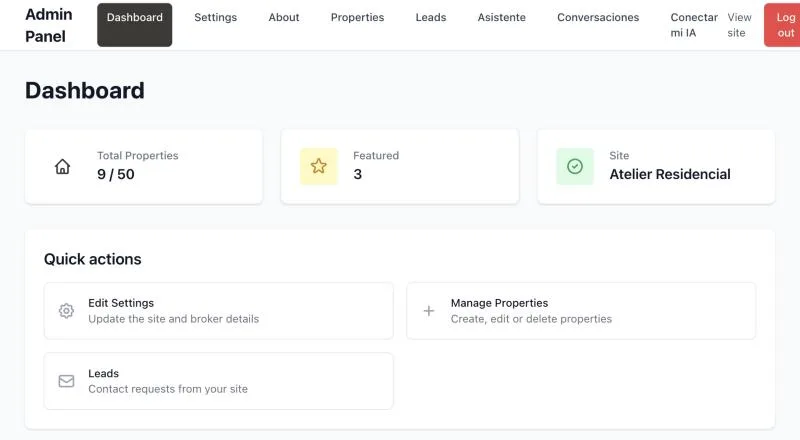 Admin Panel
Dashboard
Settings
About
Properties
Leads
Asistente
Conversaciones
Conectar mi IA
View site
Log out
Dashboard
Total Properties
9 / 50
Featured
3
Site
Atelier Residencial
Quick actions
Edit Settings
Update the site and broker details
Manage Properties
Create, edit or delete properties
Leads
Contact requests from your site